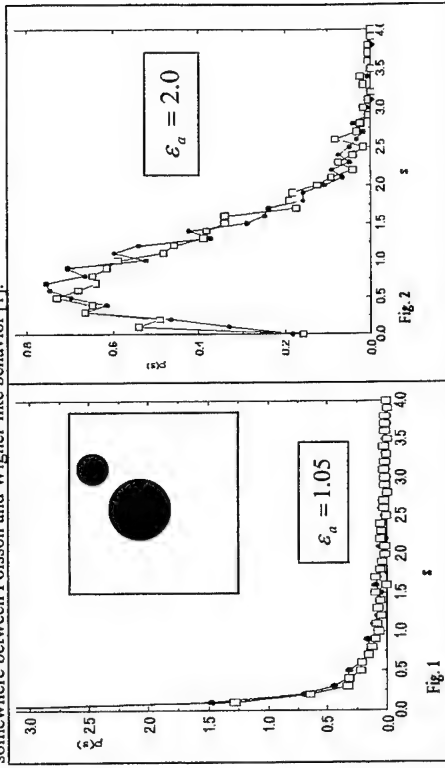 somewhere between Poisson and Wigner like behavior [1].
3.0
2.5
p(s)
2.0
1.5
1.0
0.5
0.0
εₐ = 1.05
0.0 0.5 1.0 1.5 2.0 2.5 3.0 3.5 4.0
s
Fig. 1
0.8
p(s)
0.6
0.4
0.2
0.0
εₐ = 2.0
0.0 0.5 1.0 1.5 2.0 2.5 3.0 3.5 4.0
s
Fig. 2